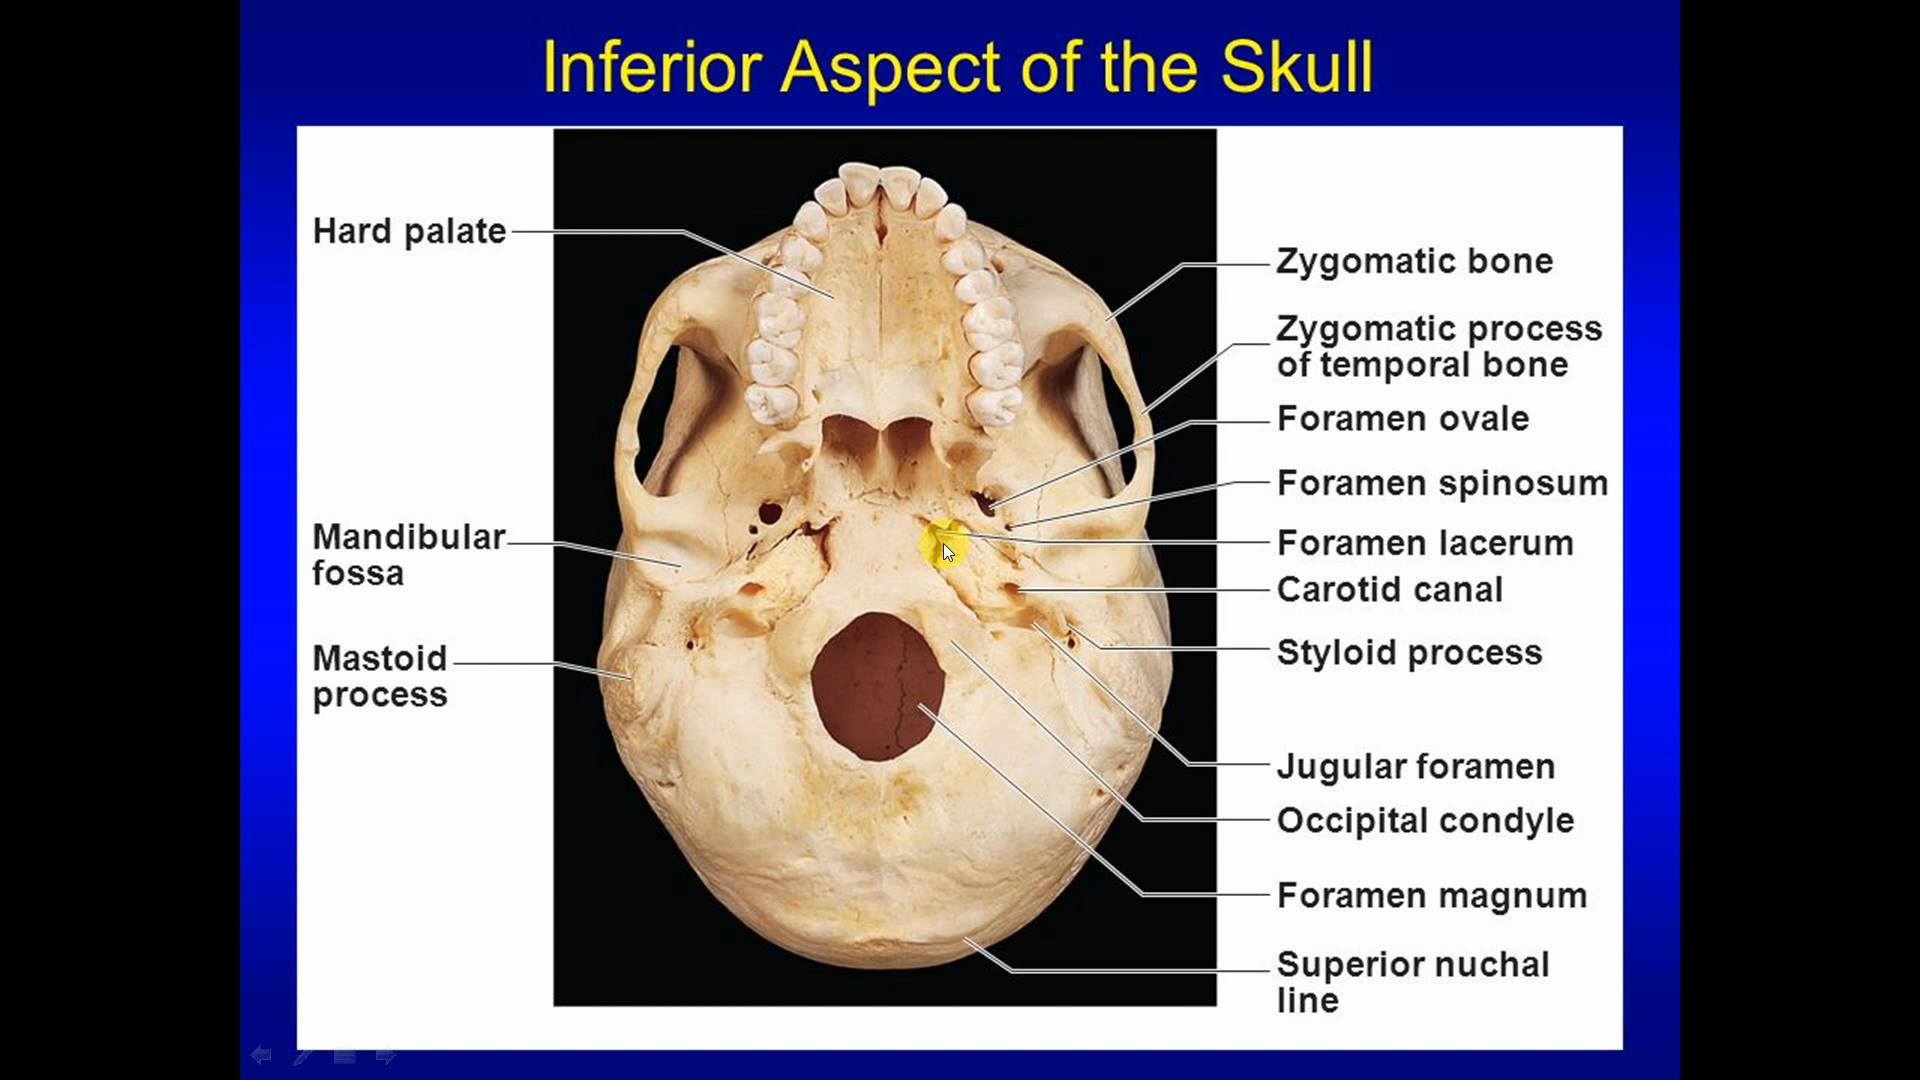 Inferior Aspect of the Skull
Hard palate
Mandibular
fossa
Mastoid
process
Zygomatic bone
Zygomatic process
of temporal bone
Foramen ovale
Foramen spinosum
Foramen lacerum
Carotid canal
Styloid process
Jugular foramen
Occipital condyle
Foramen magnum
Superior nuchal
line